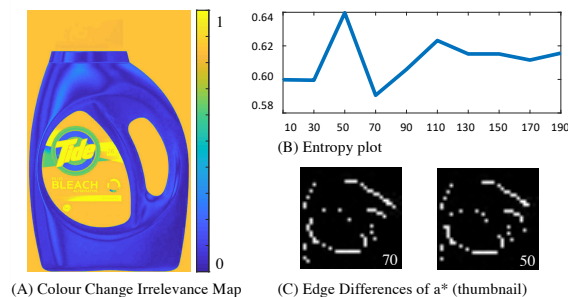 1
0
Tide
BLEACH
(A) Colour Change Irrelevance Map
0.64
0.62
0.60
0.58
10 30 50 70 90 110 130 150 170 190
(B) Entropy plot
70
50
(C) Edge Differences of a* (thumbnail)